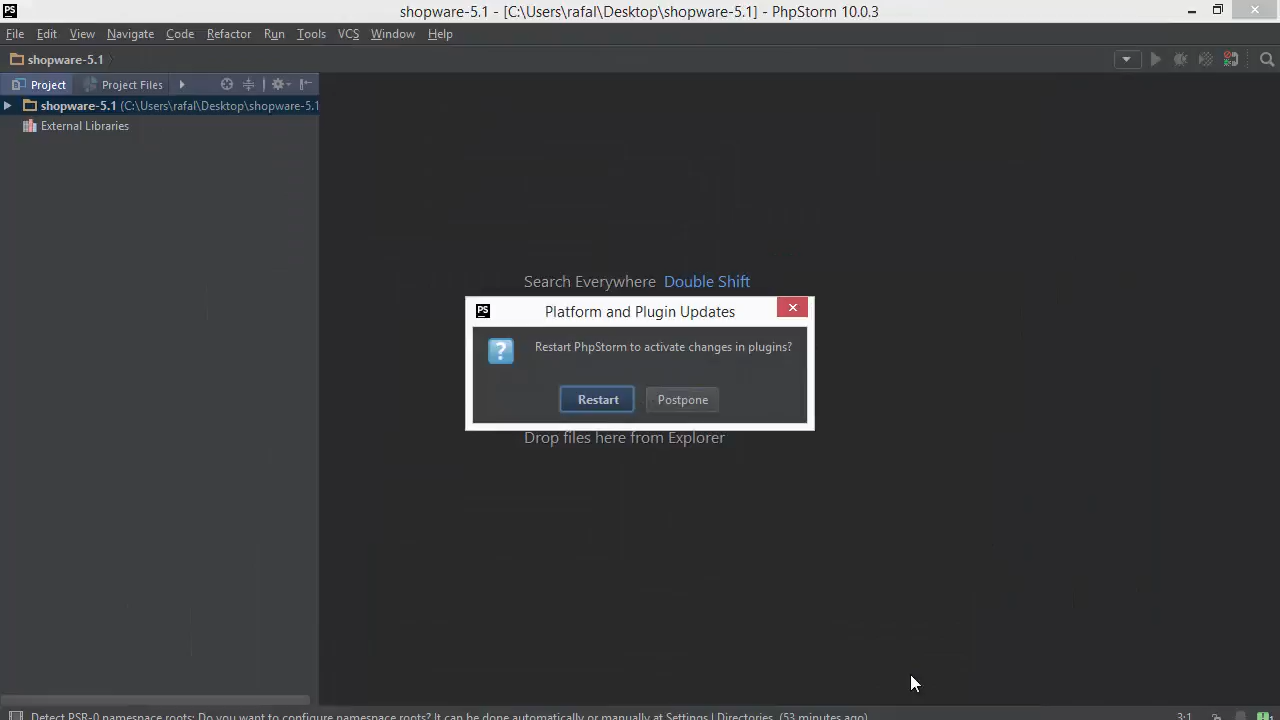 PS
shopware-5.1 - [C:\Users\rafal\Desktop\shopware-5.1] - PhpStorm 10.0.3
File Edit View Navigate Code Refactor Run Tools VCS Window Help
shopware-5.1
Project Project Files
shopware-5.1 (C:\Users\rafal\Desktop\shopware-5.1
External Libraries
Search Everywhere Double Shift
PS Platform and Plugin Updates
Restart PhpStorm to activate changes in plugins?
Restart Postpone
Drop files here from Explorer
Detect PSR-0 namespace roots: Do you want to configure namespace roots? It can be done automatically or manually at Settings | Directories. (53 minutes ago) 3:1